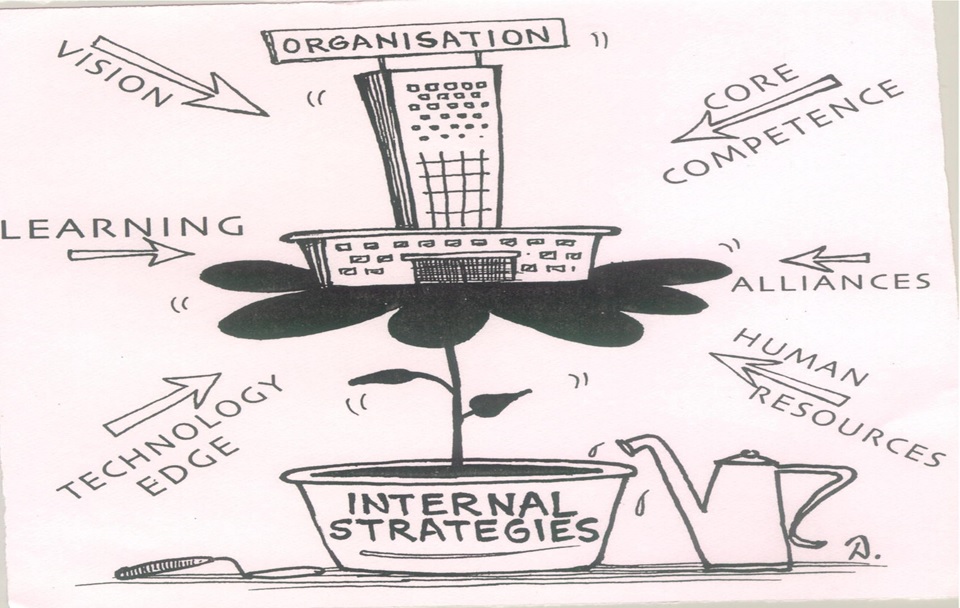 ORGANISATION
VISION
CORE
COMPETENCE
LEARNING
ALLIANCES
HUMAN
RESOURCES
TECHNOLOGY
EDGE
INTERNAL
STRATEGIES